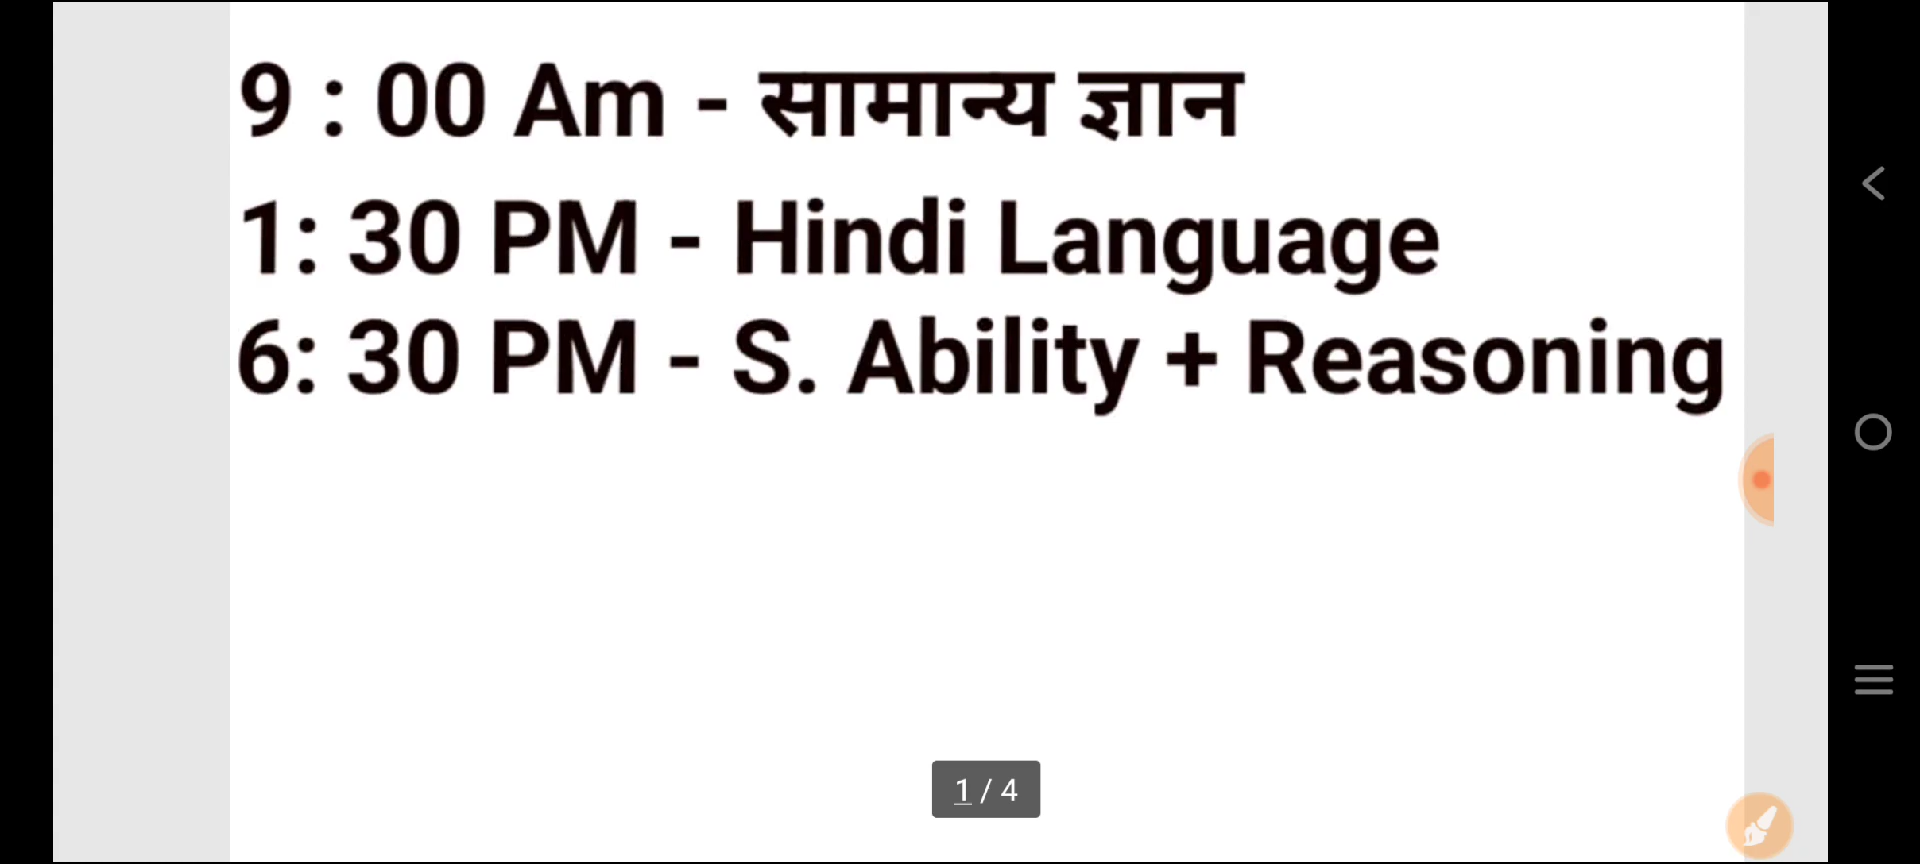 9 : 00 Am - सामान्य ज्ञान
1: 30 PM - Hindi Language
6: 30 PM - S. Ability + Reasoning
1 / 4